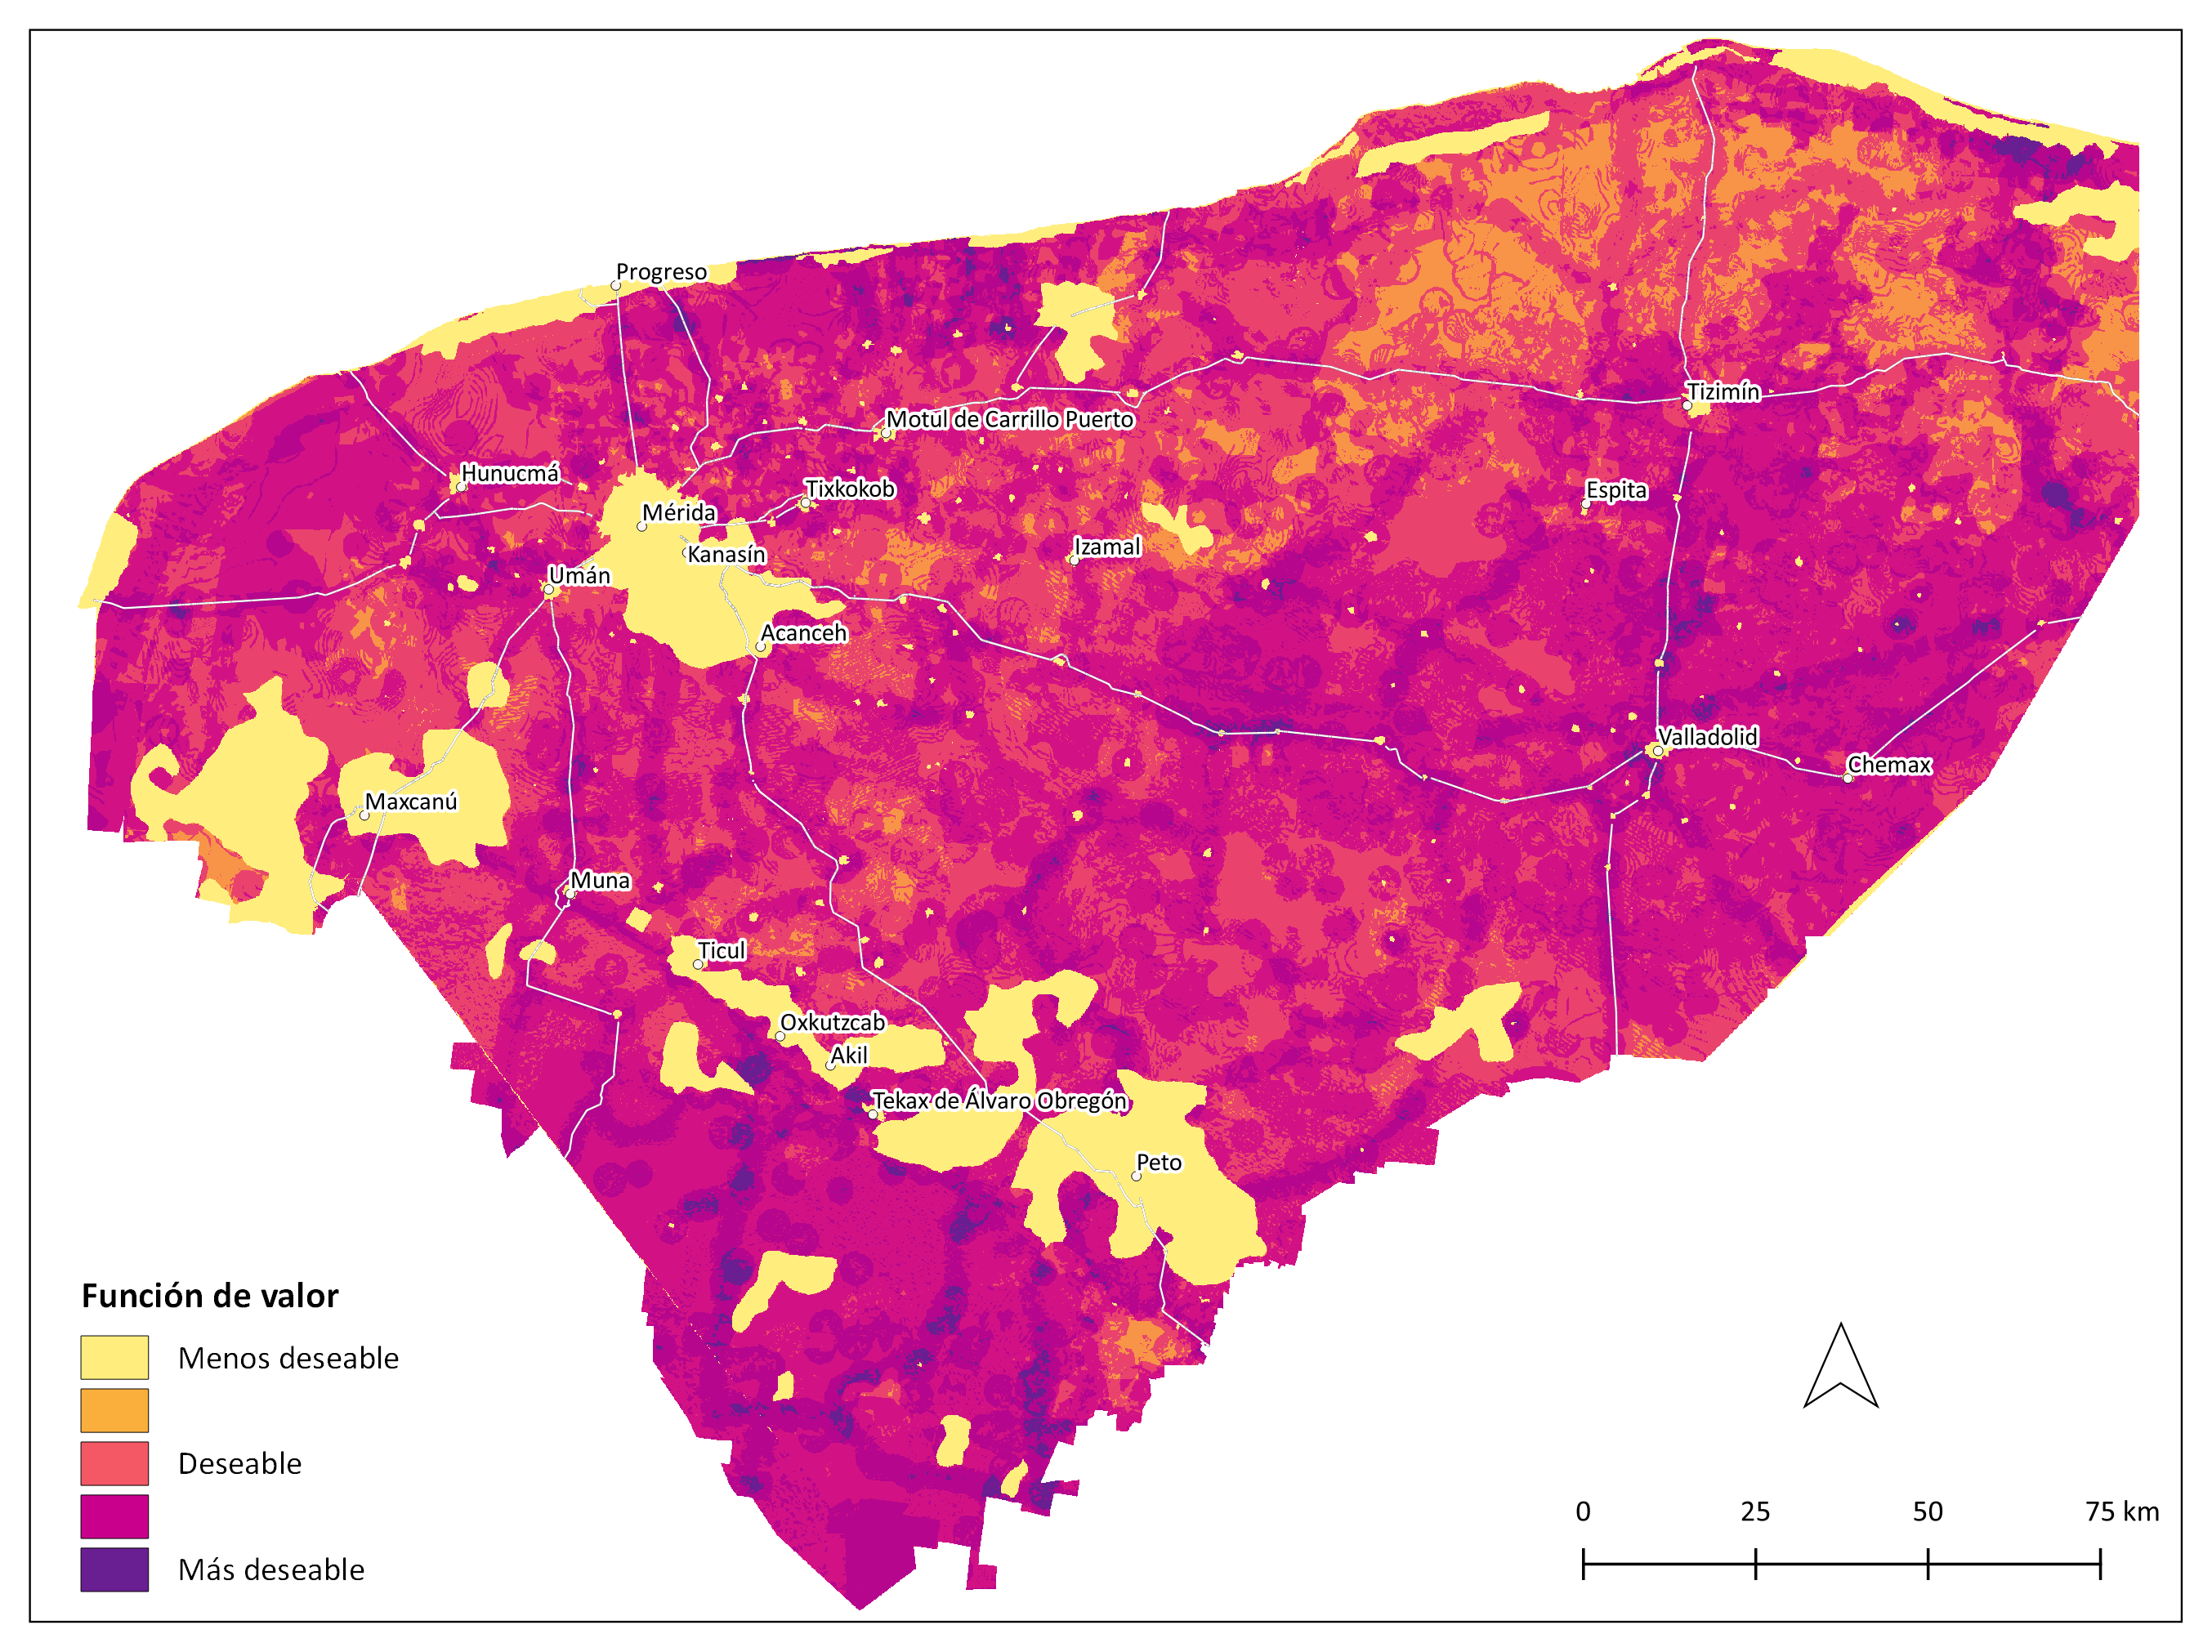 Progreso
Tizimín
Motul de Carrillo Puerto
Hunucmá
Tixkokob
Espita
Mérida
Izamal
Kanasín
Umán
Acanceh
Valladolid
Chemax
Maxcanú
Muna
Ticul
Oxkutzcab
Akil
Tekax de Álvaro Obregón
Peto
Función de valor
Menos deseable
Deseable
Más deseable
0 25 50 75 km